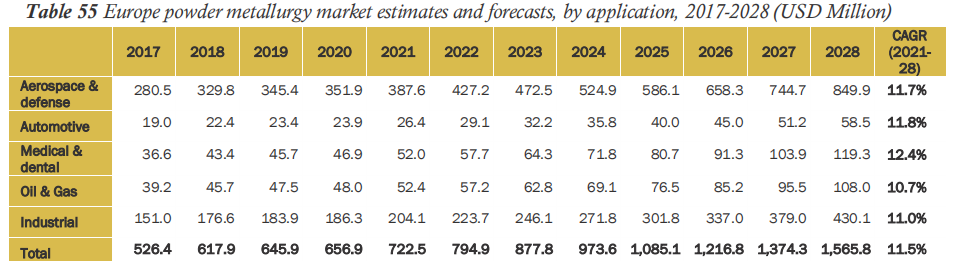 Table 55 Europe powder metallurgy market estimates and forecasts, by application, 2017-2028 (USD Million)
2017 2018 2019 2020 2021 2022 2023 2024 2025 2026 2027 2028 CAGR (2021-28)
Aerospace & defense 280.5 329.8 345.4 351.9 387.6 427.2 472.5 524.9 586.1 658.3 744.7 849.9 11.7%
Automotive 19.0 22.4 23.4 23.9 26.4 29.1 32.2 35.8 40.0 45.0 51.2 58.5 11.8%
Medical & dental 36.6 43.4 45.7 46.9 52.0 57.7 64.3 71.8 80.7 91.3 103.9 119.3 12.4%
Oil & Gas 39.2 45.7 47.5 48.0 52.4 57.2 62.8 69.1 76.5 85.2 95.5 108.0 10.7%
Industrial 151.0 176.6 183.9 186.3 204.1 223.7 246.1 271.8 301.8 337.0 379.0 430.1 11.0%
Total 526.4 617.9 645.9 656.9 722.5 794.9 877.8 973.6 1,085.1 1,216.8 1,374.3 1,565.8 11.5%